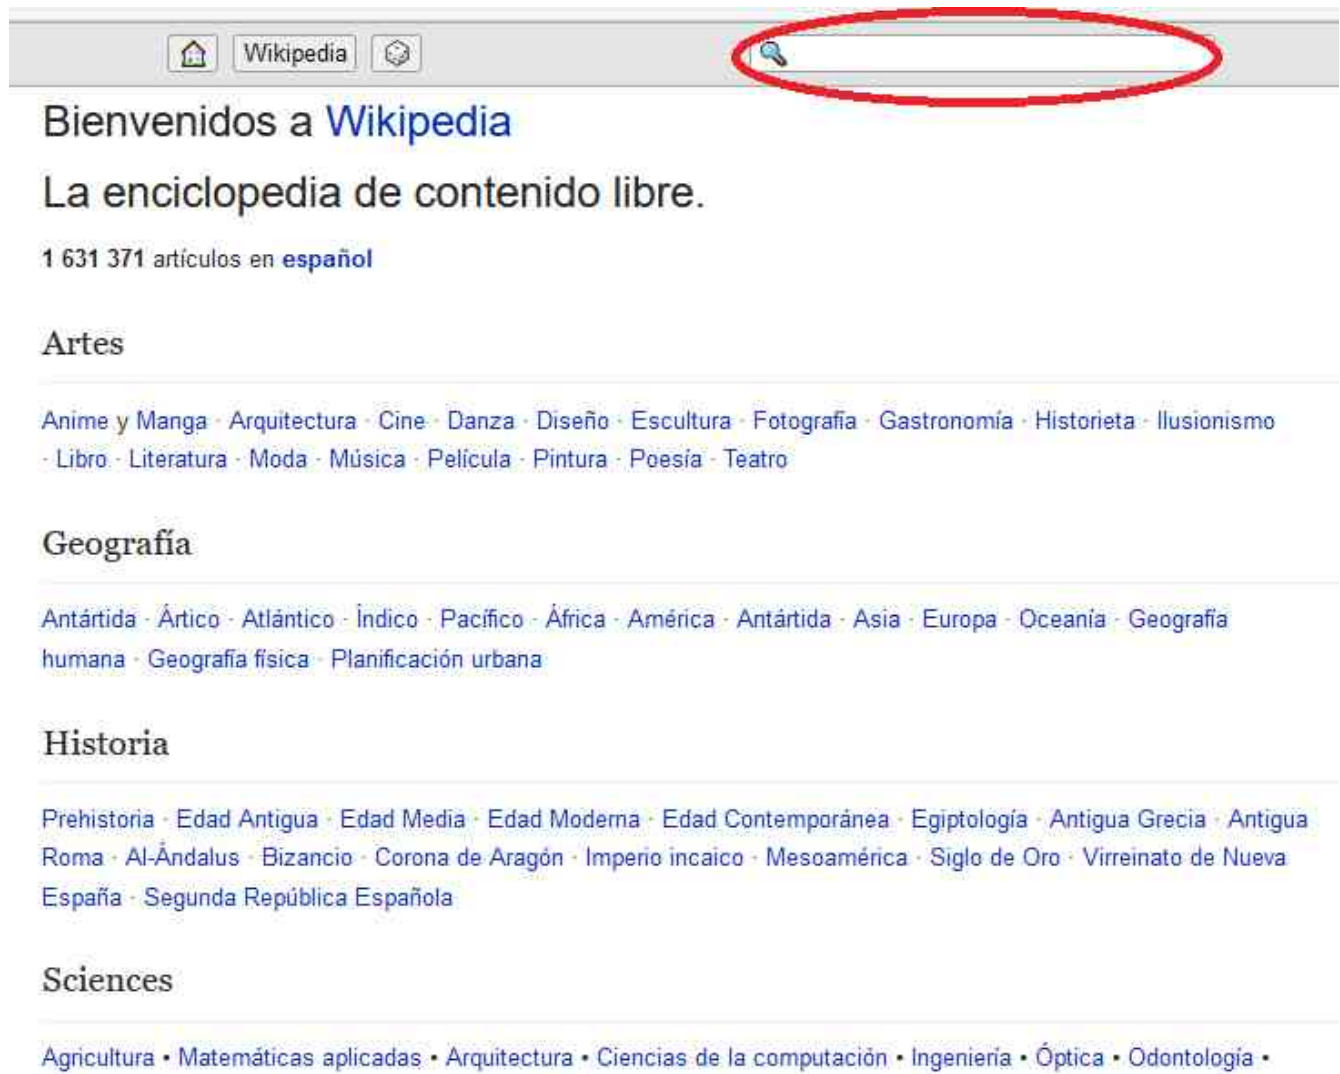 Wikipedia
Bienvenidos a Wikipedia
La enciclopedia de contenido libre.
1 631 371 artículos en español
Artes
Anime y Manga · Arquitectura · Cine · Danza · Diseño · Escultura · Fotografía · Gastronomía · Historieta · Ilusionismo
· Libro · Literatura · Moda · Música · Película · Pintura · Poesía · Teatro
Geografía
Antártida · Ártico · Atlántico · Índico · Pacífico · África · América · Antártida · Asia · Europa · Oceanía · Geografía
humana · Geografía física · Planificación urbana
Historia
Prehistoria · Edad Antigua · Edad Media · Edad Moderna · Edad Contemporánea · Egiptología · Antigua Grecia · Antigua
Roma · Al-Ándalus · Bizancio · Corona de Aragón · Imperio incaico · Mesoamérica · Siglo de Oro · Virreinato de Nueva
España · Segunda República Española
Sciences
Agricultura • Matemáticas aplicadas • Arquitectura • Ciencias de la computación • Ingeniería • Óptica • Odontología •